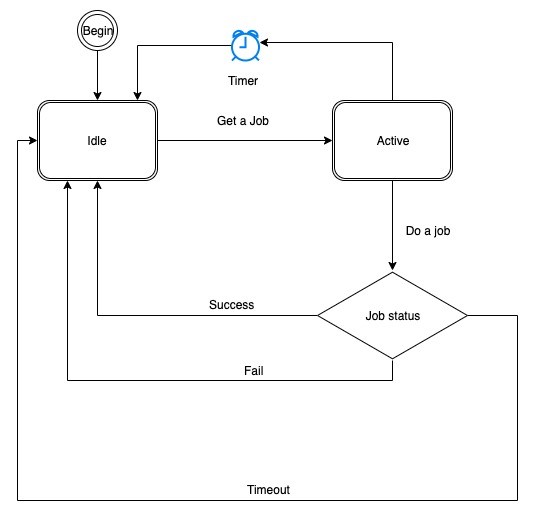 Begin
Timer
Get a Job
Idle
Active
Do a job
Success
Job status
Fail
Timeout